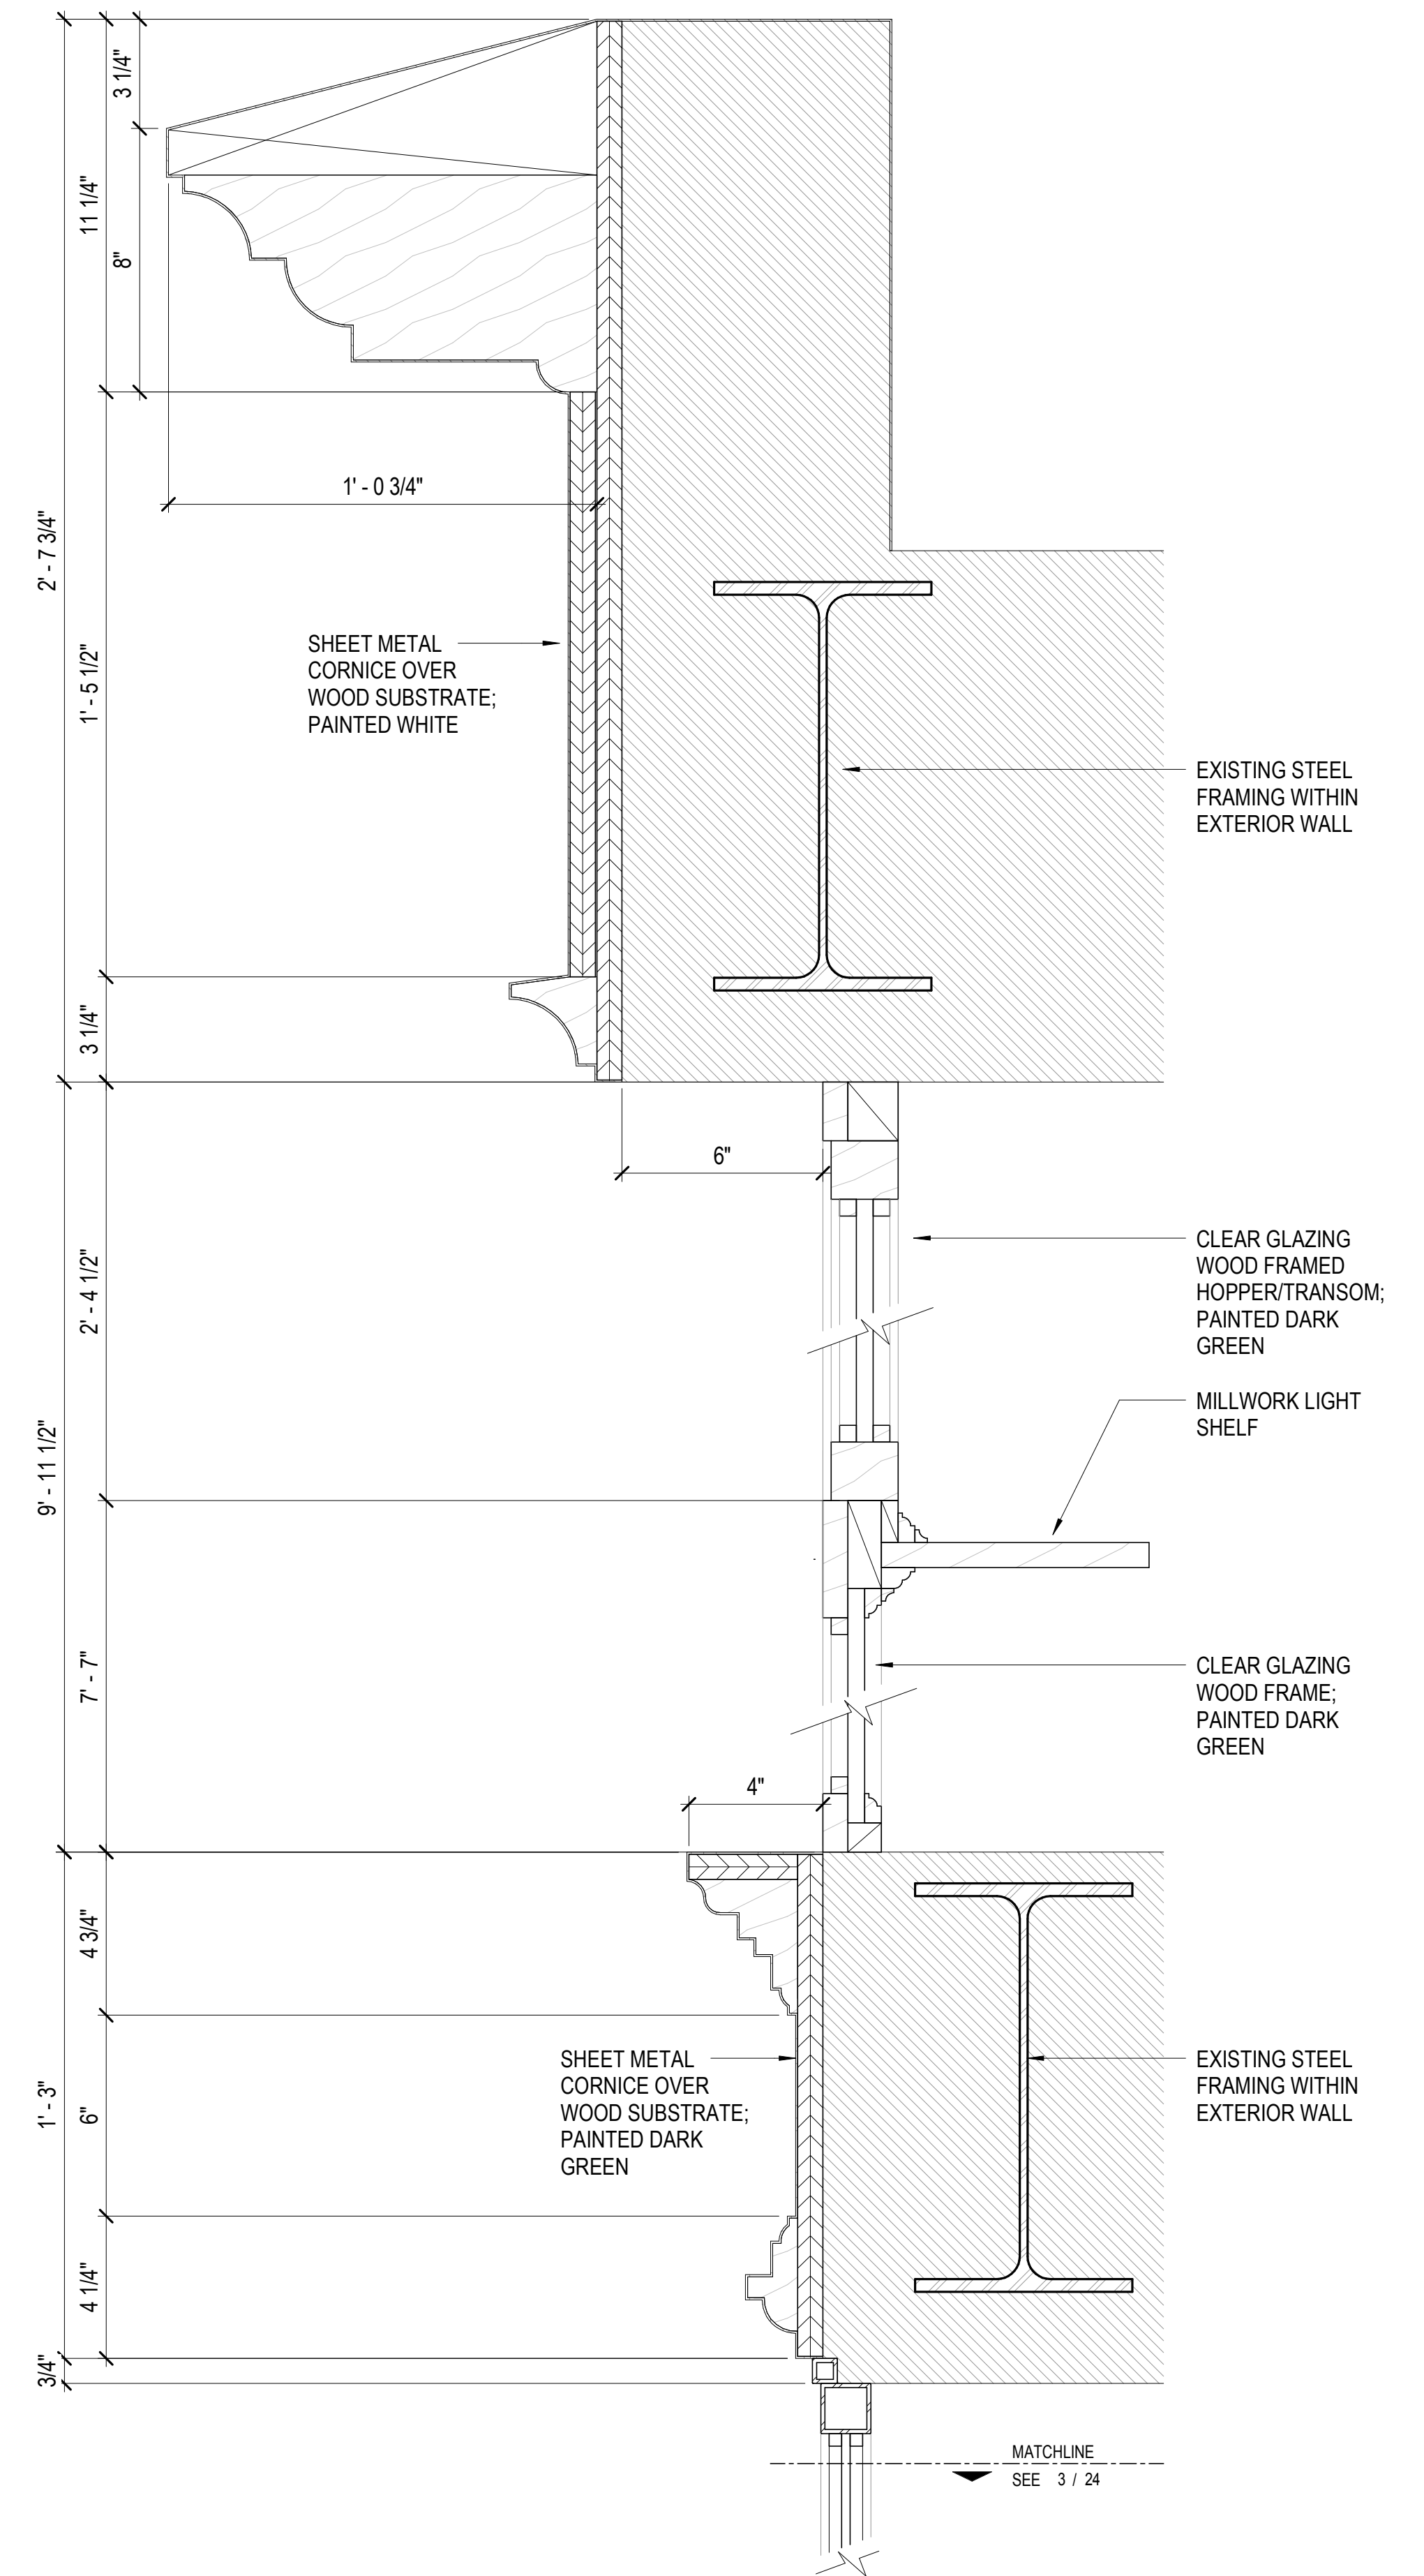 3 1/4"
11 1/4"
8"
1' - 0 3/4"
2' - 7 3/4"
SHEET METAL
CORNICE OVER
WOOD SUBSTRATE;
PAINTED WHITE
1' - 5 1/2"
EXISTING STEEL
FRAMING WITHIN
EXTERIOR WALL
3 1/4"
6"
CLEAR GLAZING
WOOD FRAMED
HOPPER/TRANSOM;
PAINTED DARK
GREEN
2' - 4 1/2"
MILLWORK LIGHT
SHELF
9' - 11 1/2"
7' - 7"
CLEAR GLAZING
WOOD FRAME;
PAINTED DARK
GREEN
4"
4 3/4"
SHEET METAL
CORNICE OVER
WOOD SUBSTRATE;
PAINTED DARK
GREEN
EXISTING STEEL
FRAMING WITHIN
EXTERIOR WALL
1' - 3"
6"
4 1/4"
3/4"
MATCHLINE
SEE 3 / 24